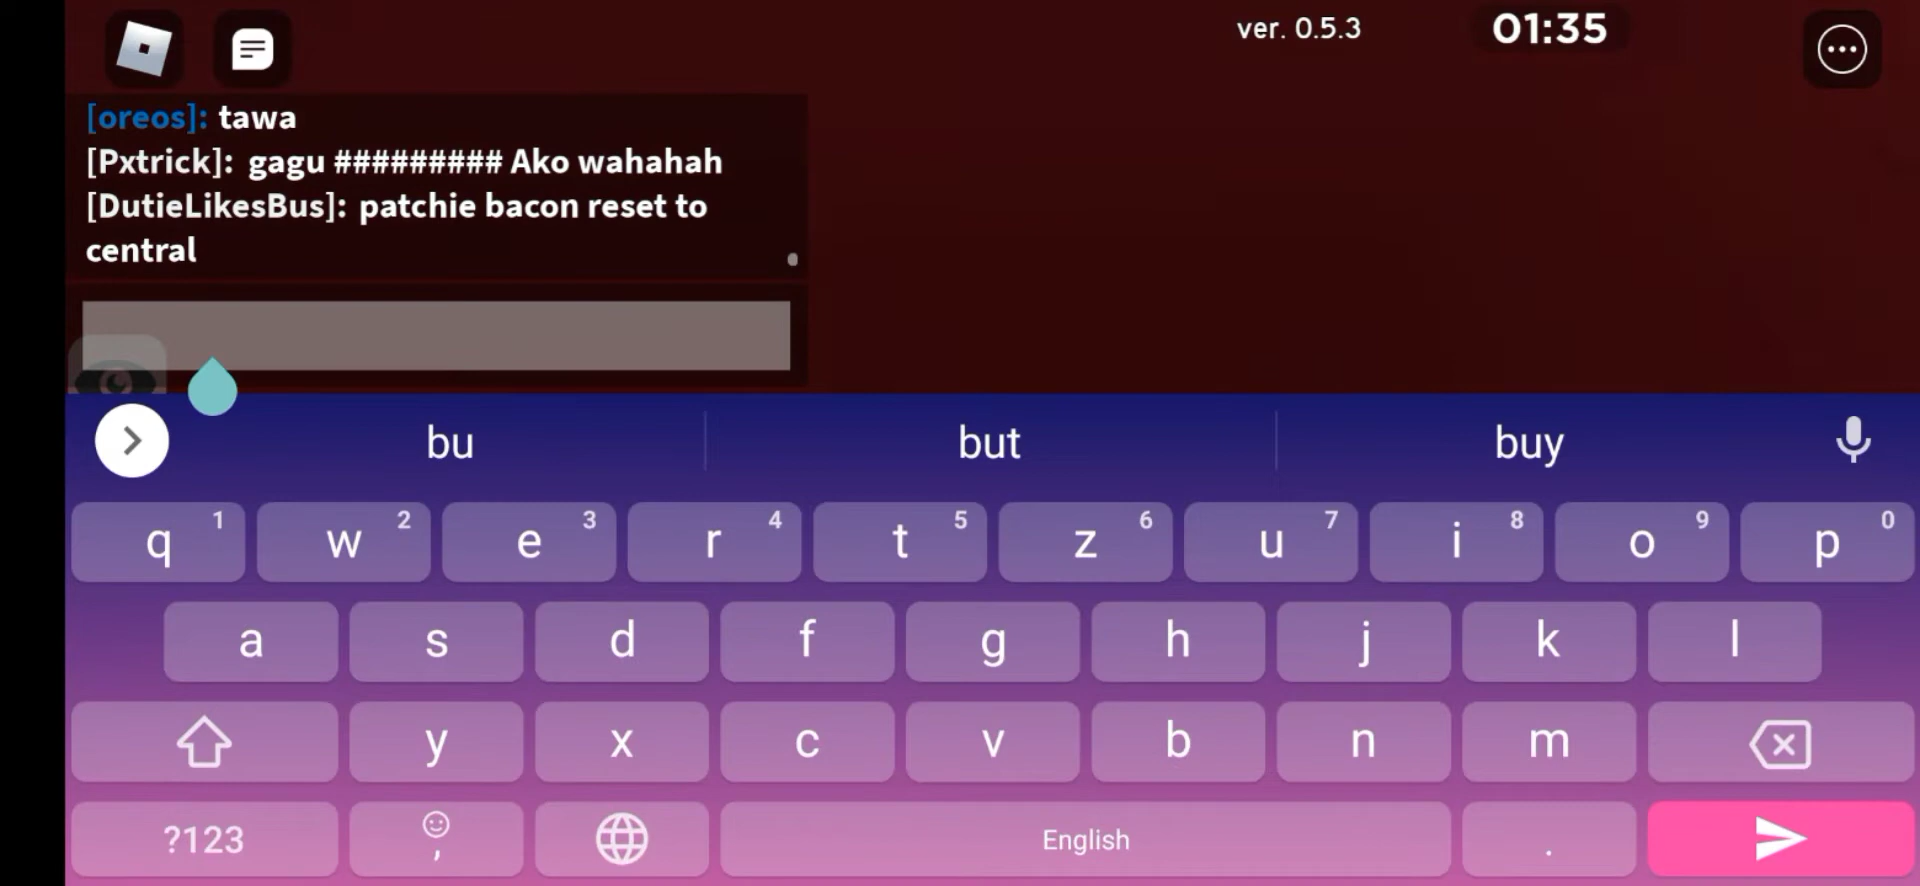 ver. 0.5.3
01:35
[oreos]: tawa
[Pxtrick]: gagu ######### Ako wahahah
[DutieLikesBus]: patchie bacon reset to
central
bu but buy
q 1 w 2 e 3 r 4 t 5 z 6 u 7 i 8 o 9 p 0
a s d f g h j k l
y x c v b n m
?123 , English .